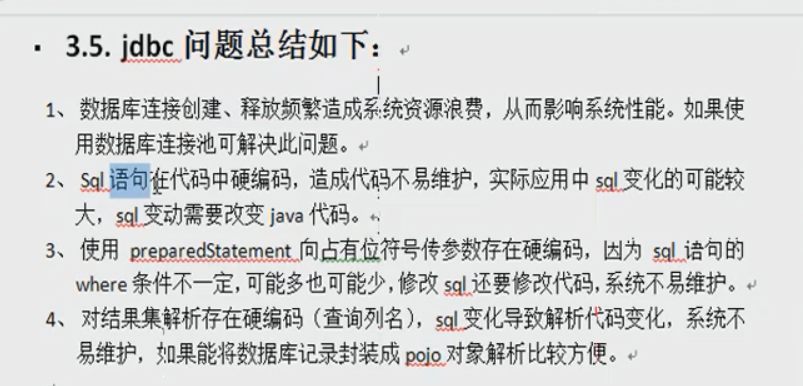 ▪ 3.5. jdbc 问题总结如下：
1、 数据库连接创建、释放频繁造成系统资源浪费，从而影响系统性能。如果使
用数据库连接池可解决此问题。
2、 Sql 语句在代码中硬编码，造成代码不易维护，实际应用中 sql 变化的可能较
大，sql 变动需要改变 java 代码。
3、 使用 preparedStatement 向占有位符号传参数存在硬编码，因为 sql 语句的
where 条件不一定，可能多也可能少，修改 sql 还要修改代码，系统不易维护。
4、 对结果集解析存在硬编码（查询列名），sql 变化导致解析代码变化，系统不
易维护，如果能将数据库记录封装成 pojo 对象解析比较方便。